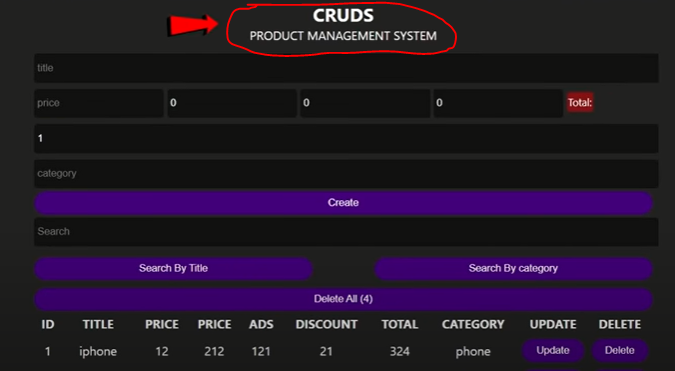 CRUDS
PRODUCT MANAGEMENT SYSTEM
title
price 0 0 0 Total:
1
category
Create
Search
Search By Title Search By category
Delete All (4)
ID TITLE PRICE PRICE ADS DISCOUNT TOTAL CATEGORY UPDATE DELETE
1 iphone 12 212 121 21 324 phone Update Delete